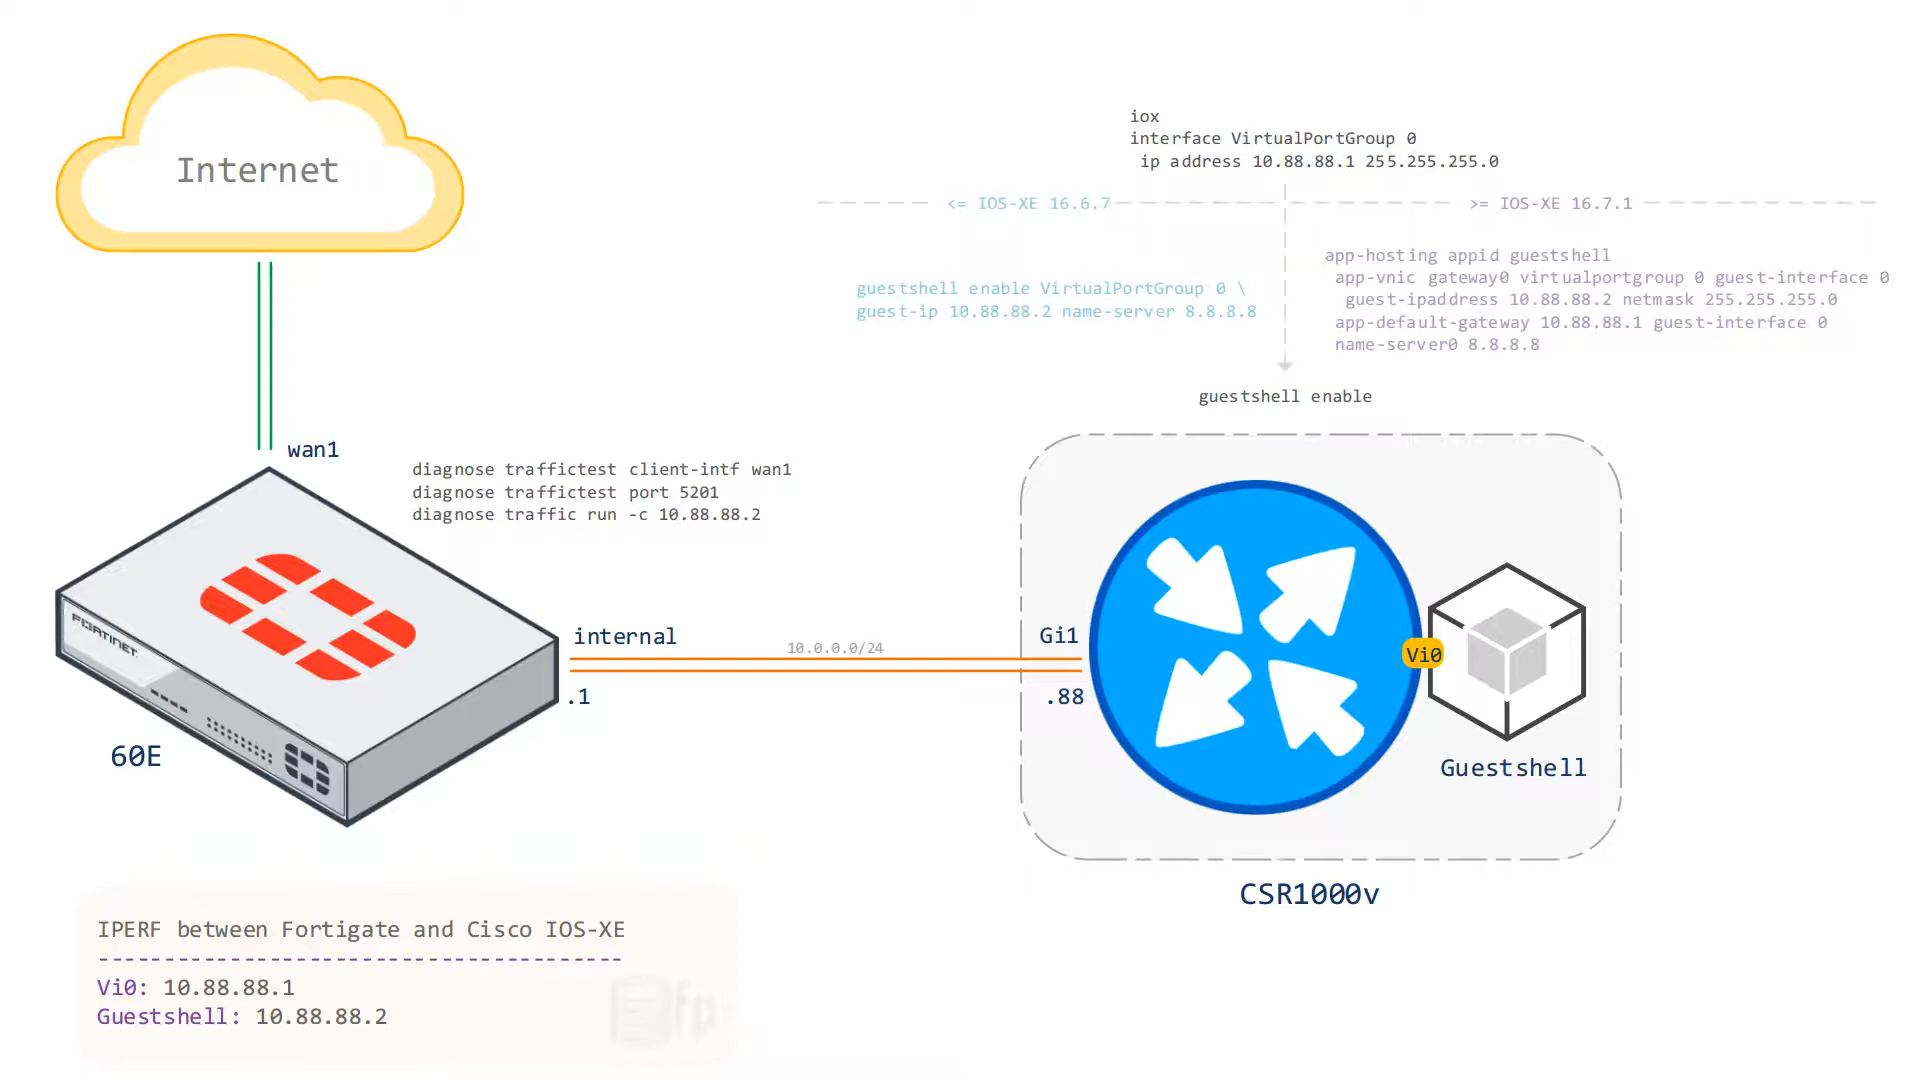 Internet
iox
interface VirtualPortGroup 0
ip address 10.88.88.1 255.255.255.0
<= IOS-XE 16.6.7
>= IOS-XE 16.7.1
guestshell enable VirtualPortGroup 0 \
guest-ip 10.88.88.2 name-server 8.8.8.8
app-hosting appid guestshell
app-vnic gateway0 virtualportgroup 0 guest-interface 0
guest-ipaddress 10.88.88.2 netmask 255.255.255.0
app-default-gateway 10.88.88.1 guest-interface 0
name-server0 8.8.8.8
guestshell enable
wan1
diagnose traffictest client-intf wan1
diagnose traffictest port 5201
diagnose traffic run -c 10.88.88.2
FORTINET
internal
10.0.0.0/24
Gi1
.1
.88
Vi0
60E
Guestshell
CSR1000v
IPERF between Fortigate and Cisco IOS-XE
----------------------------------------
Vi0: 10.88.88.1
Guestshell: 10.88.88.2